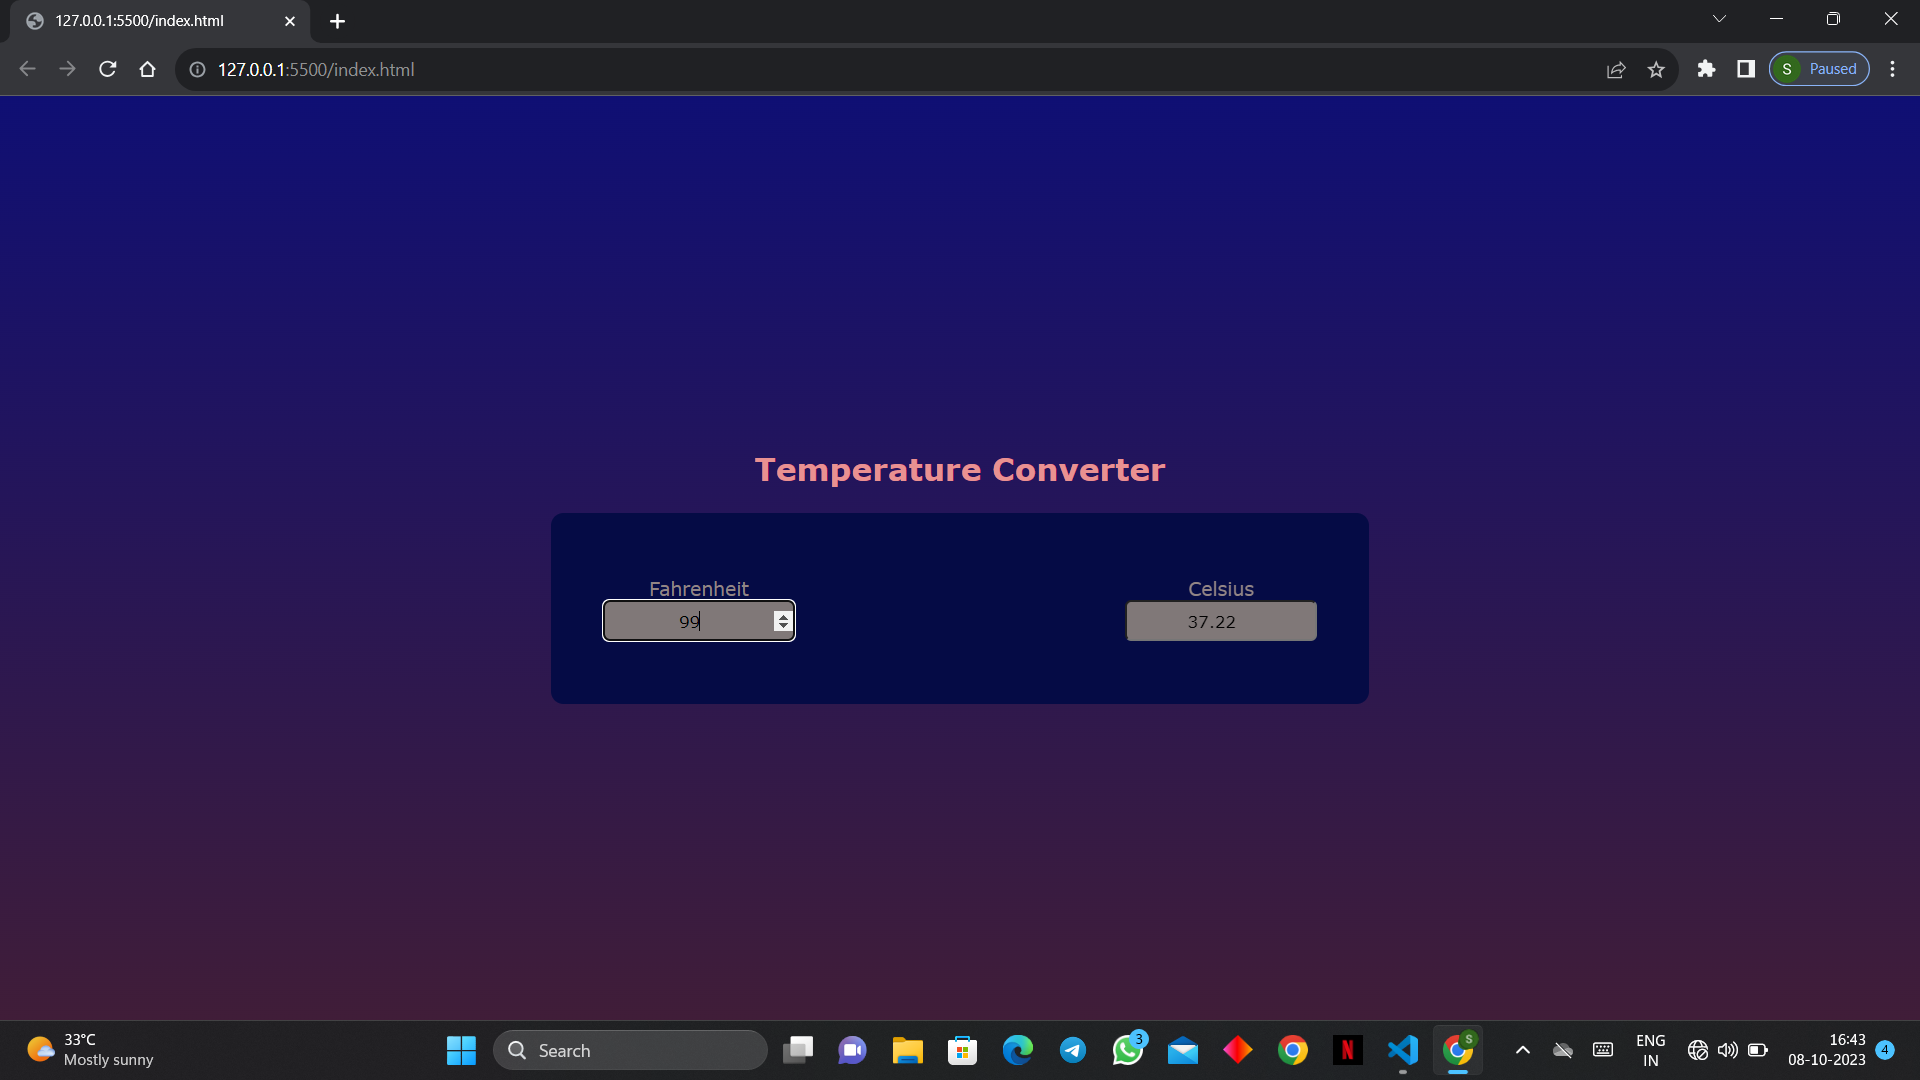 127.0.0.1:5500/index.html
127.0.0.1:5500/index.html
S Paused
Temperature Converter
Fahrenheit Celsius
99 37.22
33°C
Mostly sunny
Search
3
N
S
ENG
IN
16:43
08-10-2023
4